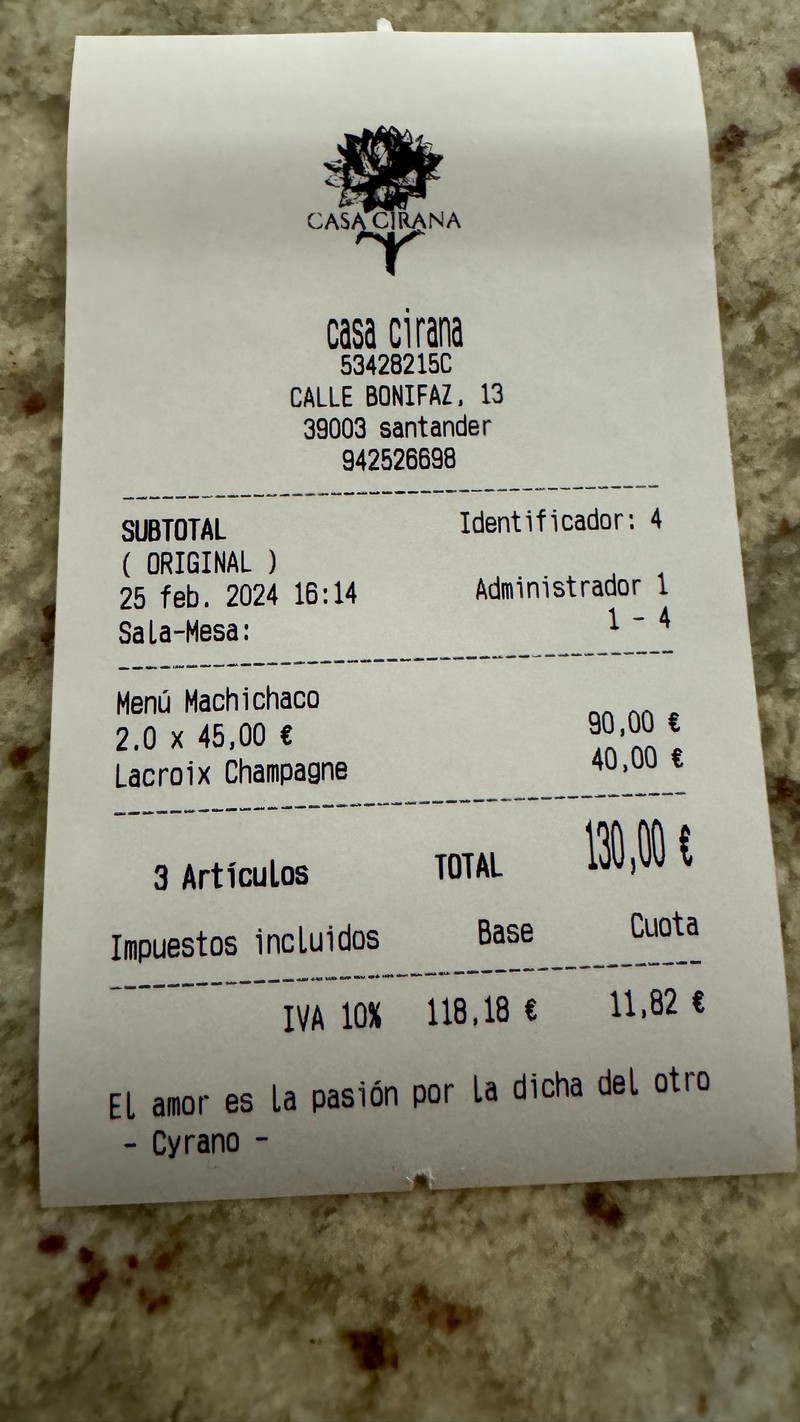 CASA CIRANA
casa cirana
53428215C
CALLE BONIFAZ, 13
39003 santander
942526698
SUBTOTAL Identificador: 4
( ORIGINAL )
25 feb. 2024 16:14 Administrador 1
Sala-Mesa: 1 - 4
Menú Machichaco
2.0 x 45,00 € 90,00 €
Lacroix Champagne 40,00 €
3 Artículos TOTAL 130,00 €
Impuestos incluidos Base Cuota
IVA 10% 118,18 € 11,82 €
El amor es la pasión por la dicha del otro
- Cyrano -